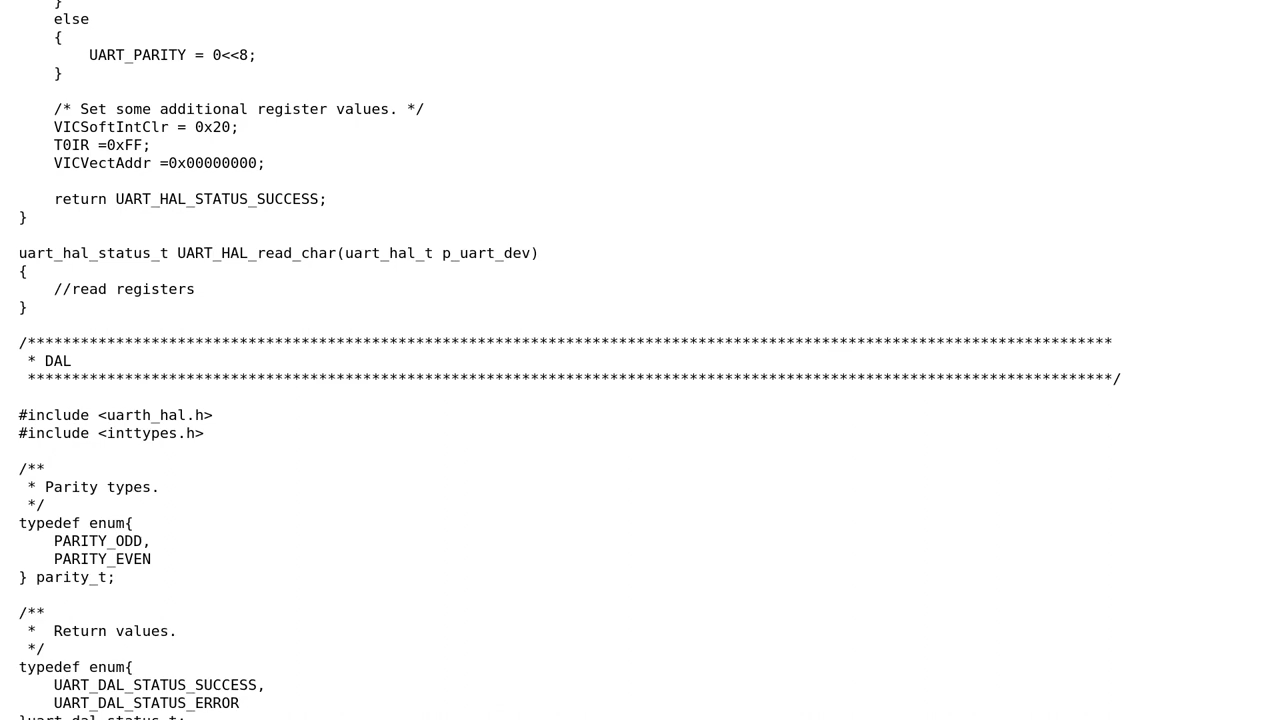 }
    else
    {
        UART_PARITY = 0<<8;
    }

    /* Set some additional register values. */
    VICSoftIntClr = 0x20;
    T0IR =0xFF;
    VICVectAddr =0x00000000;

    return UART_HAL_STATUS_SUCCESS;
}

uart_hal_status_t UART_HAL_read_char(uart_hal_t p_uart_dev)
{
    //read registers
}

/***************************************************************************************************************************
 * DAL
 ***************************************************************************************************************************/

#include <uarth_hal.h>
#include <inttypes.h>

/**
 * Parity types.
 */
typedef enum{
    PARITY_ODD,
    PARITY_EVEN
} parity_t;

/**
 *  Return values.
 */
typedef enum{
    UART_DAL_STATUS_SUCCESS,
    UART_DAL_STATUS_ERROR
}uart_dal_status_t;